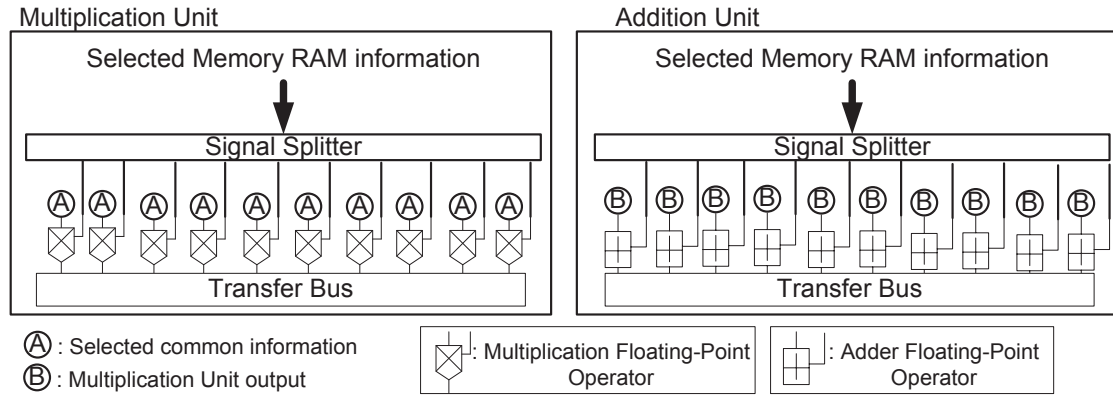 Multiplication Unit
Selected Memory RAM information
Signal Splitter
A A A A A A A A A A
Transfer Bus
Addition Unit
Selected Memory RAM information
Signal Splitter
B B B B B B B B B B
Transfer Bus
A : Selected common information
B : Multiplication Unit output
: Multiplication Floating-Point
Operator
: Adder Floating-Point
Operator